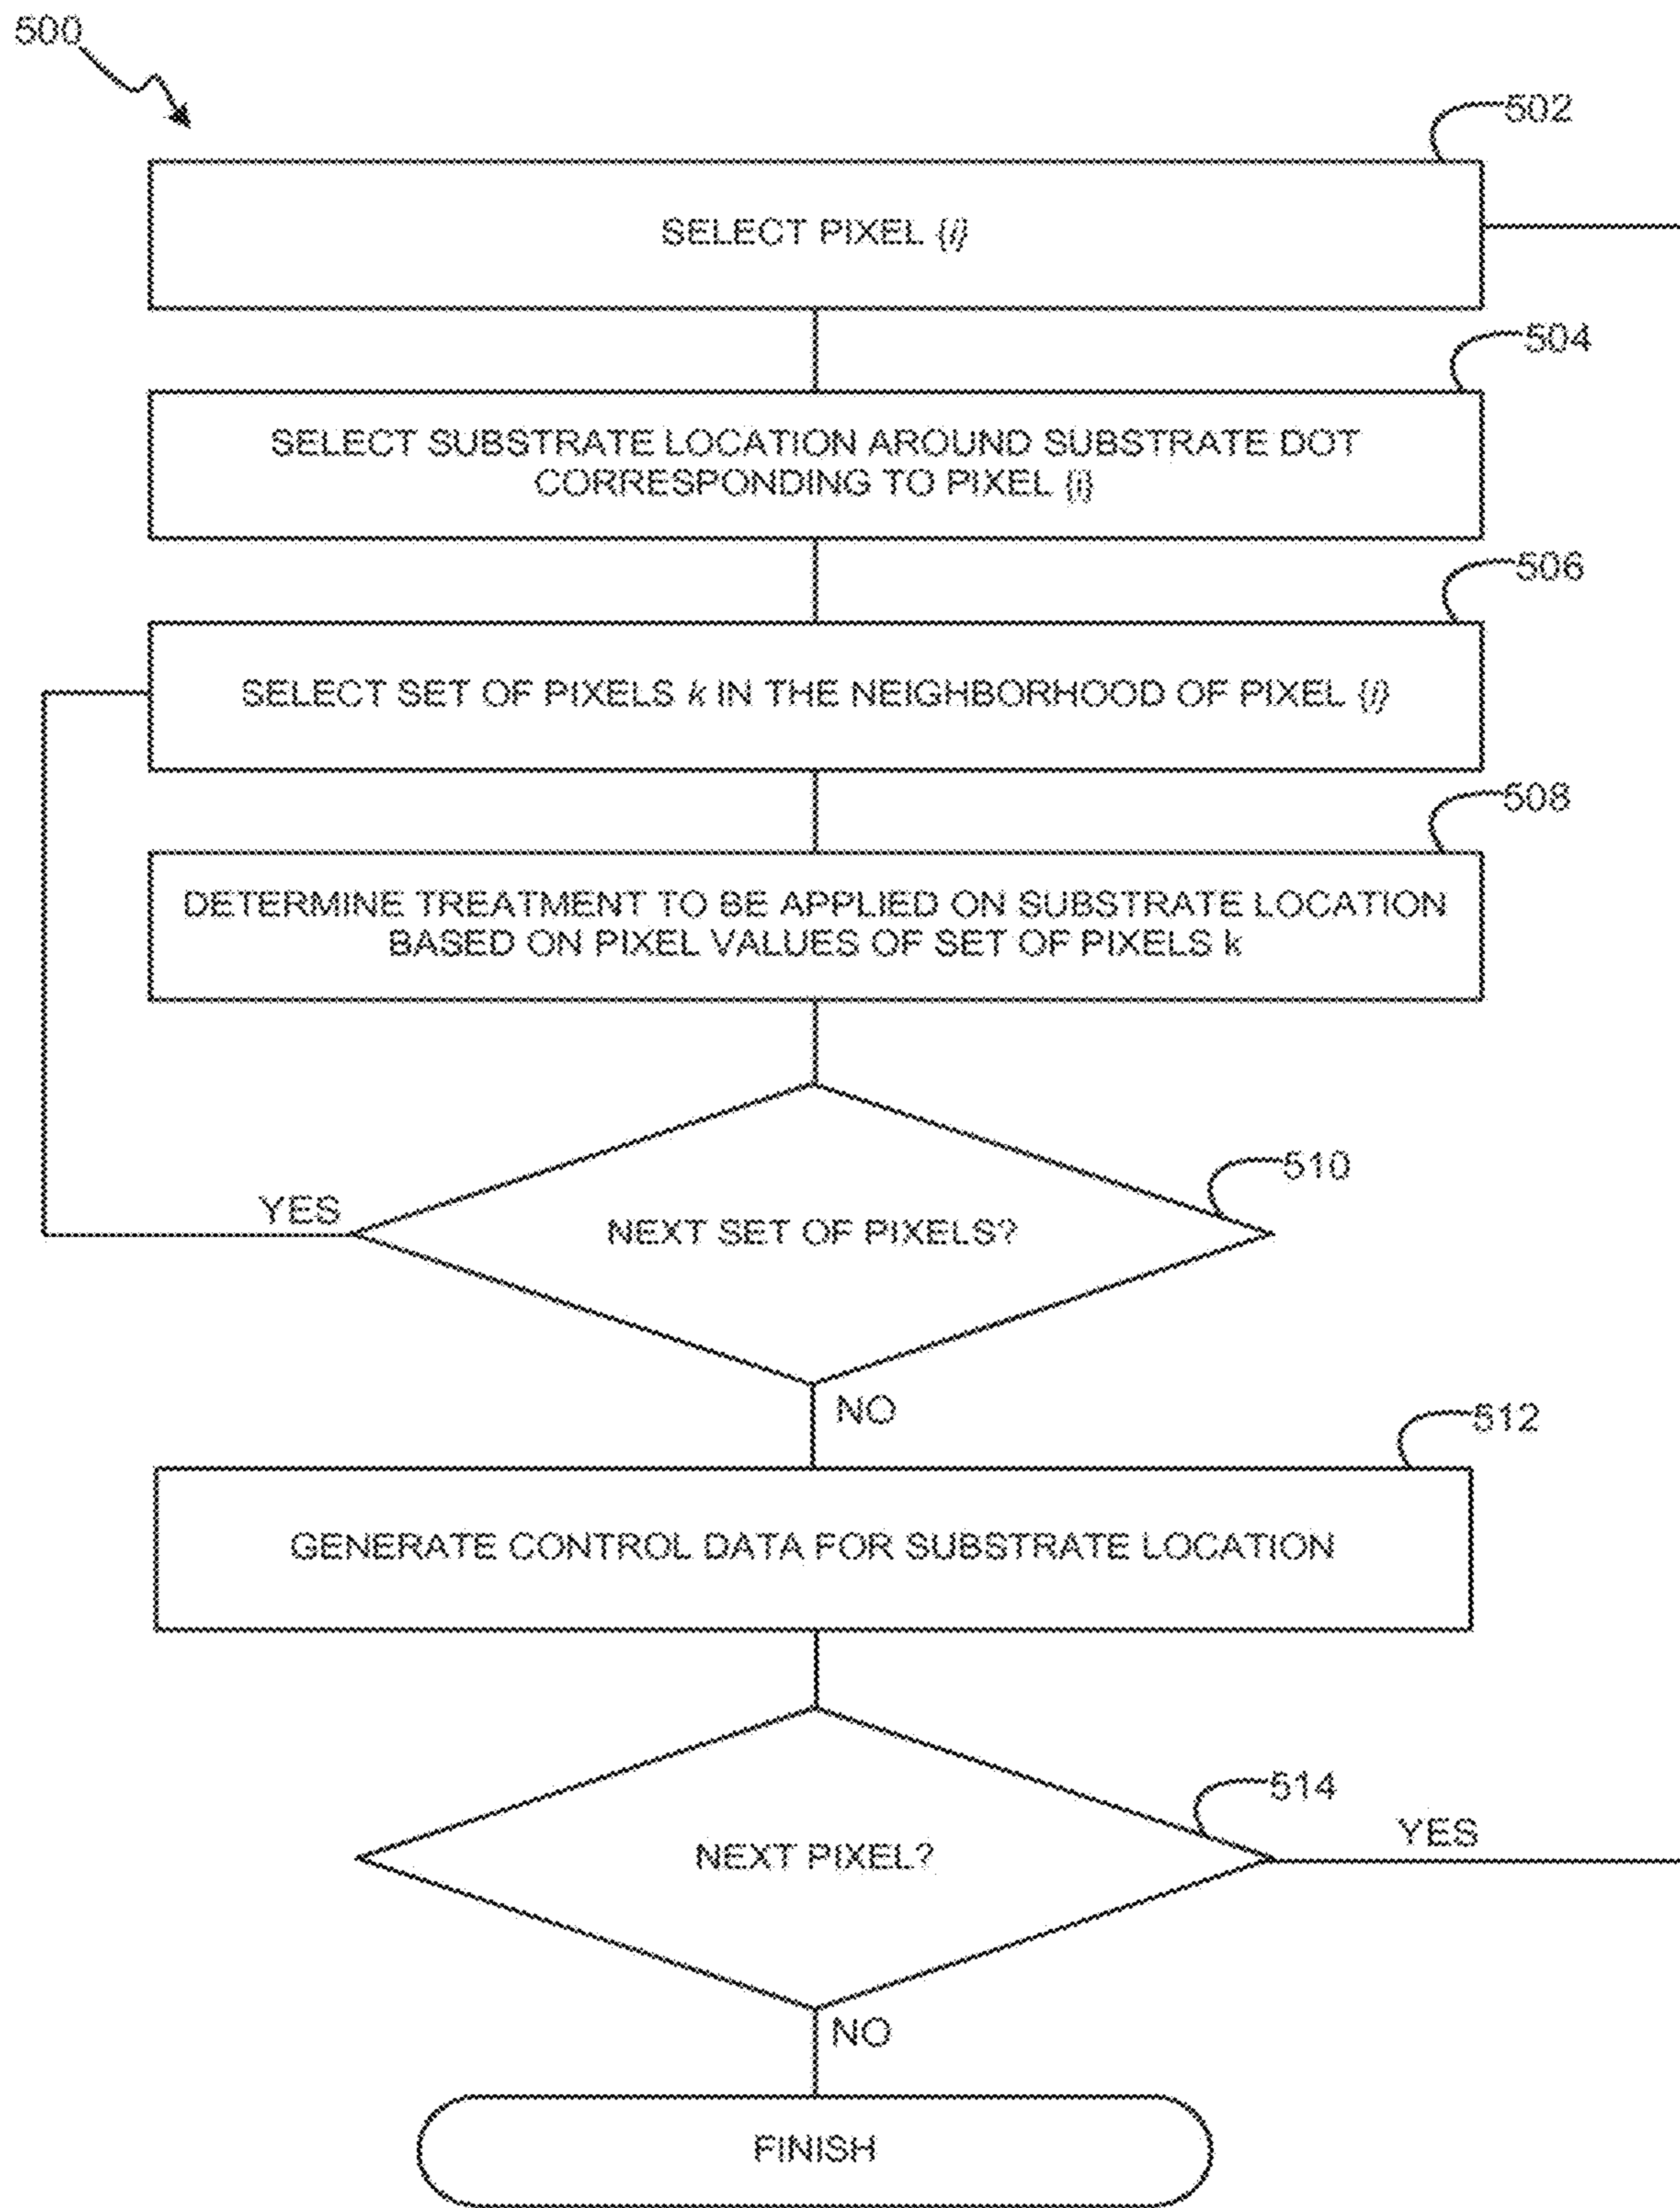 500
502
SELECT PIXEL {i}
504
SELECT SUBSTRATE LOCATION AROUND SUBSTRATE DOT
CORRESPONDING TO PIXEL {i}
506
SELECT SET OF PIXELS k IN THE NEIGHBORHOOD OF PIXEL {i}
508
DETERMINE TREATMENT TO BE APPLIED ON SUBSTRATE LOCATION
BASED ON PIXEL VALUES OF SET OF PIXELS k
510
YES
NEXT SET OF PIXELS?
NO
512
GENERATE CONTROL DATA FOR SUBSTRATE LOCATION
514
YES
NEXT PIXEL?
NO
FINISH